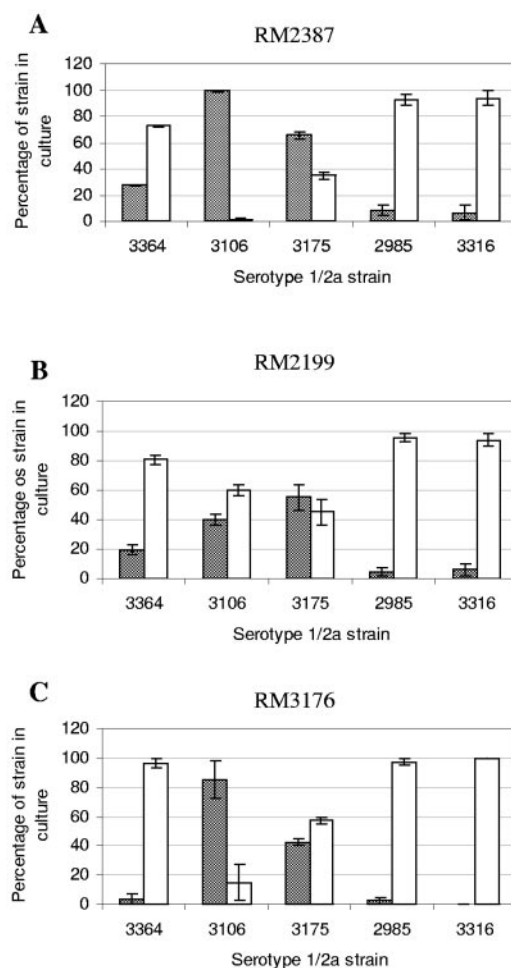 A
RM2387
Percentage of strain in
culture
120
100
80
60
40
20
0
3364 3106 3175 2985 3316
Serotype 1/2a strain
B
RM2199
Percentage os strain in
culture
120
100
80
60
40
20
0
3364 3106 3175 2985 3316
Serotype 1/2a strain
C
RM3176
Percentage of strain in
culture
120
100
80
60
40
20
0
3364 3106 3175 2985 3316
Serotype 1/2a strain